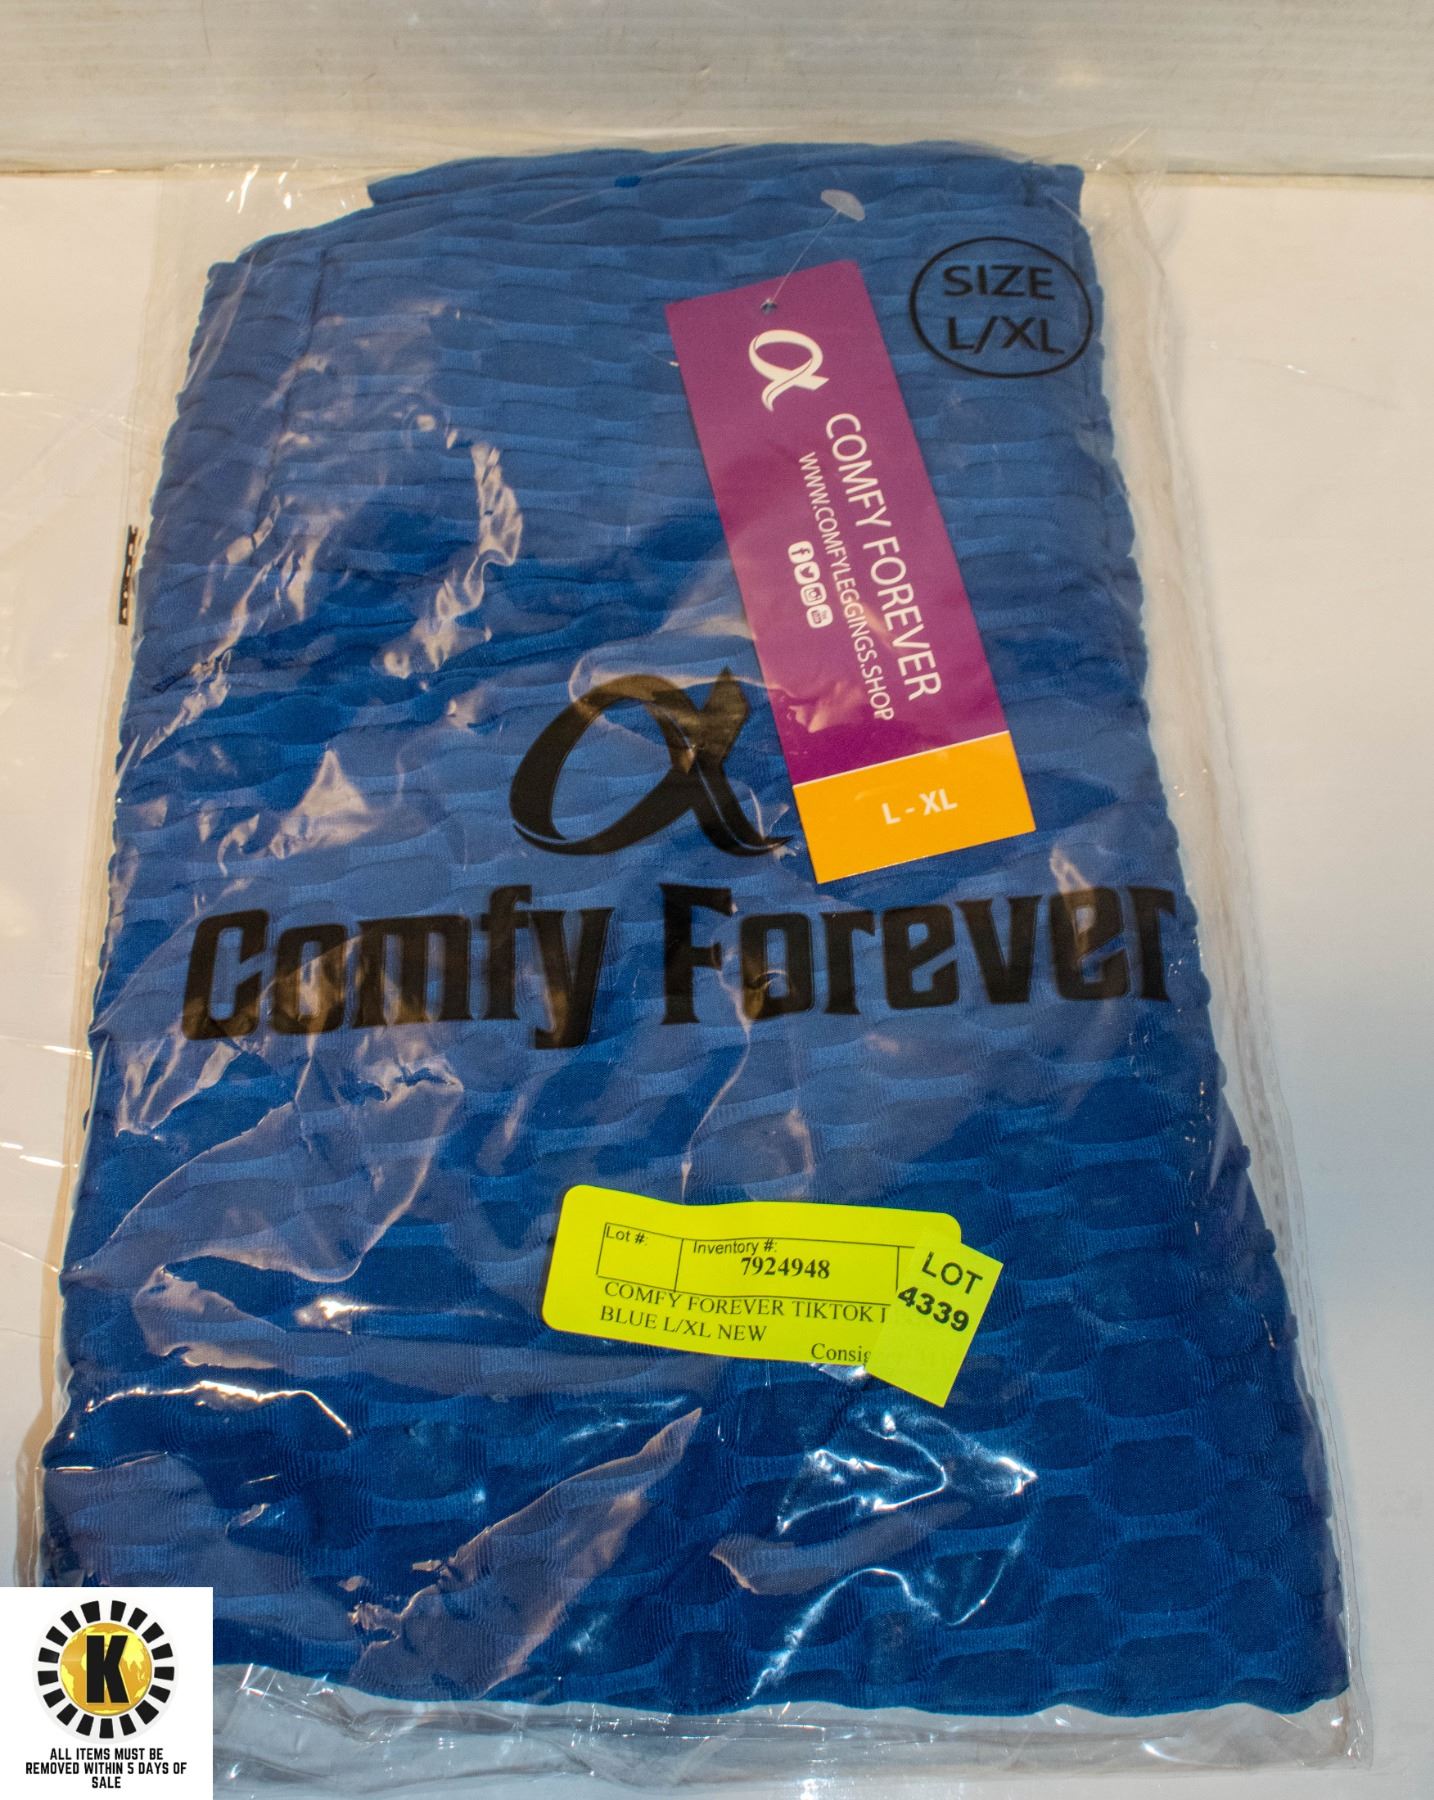 SIZE
L/XL
α
COMFY FOREVER
WWW.COMFYLEGGINGS.SHOP
L - XL
α
Comfy Forever
Lot #:
Inventory #:
7924948
COMFY FOREVER TIKTOK
BLUE L/XL NEW
LOT
4339
K
ALL ITEMS MUST BE
REMOVED WITHIN 5 DAYS OF
SALE